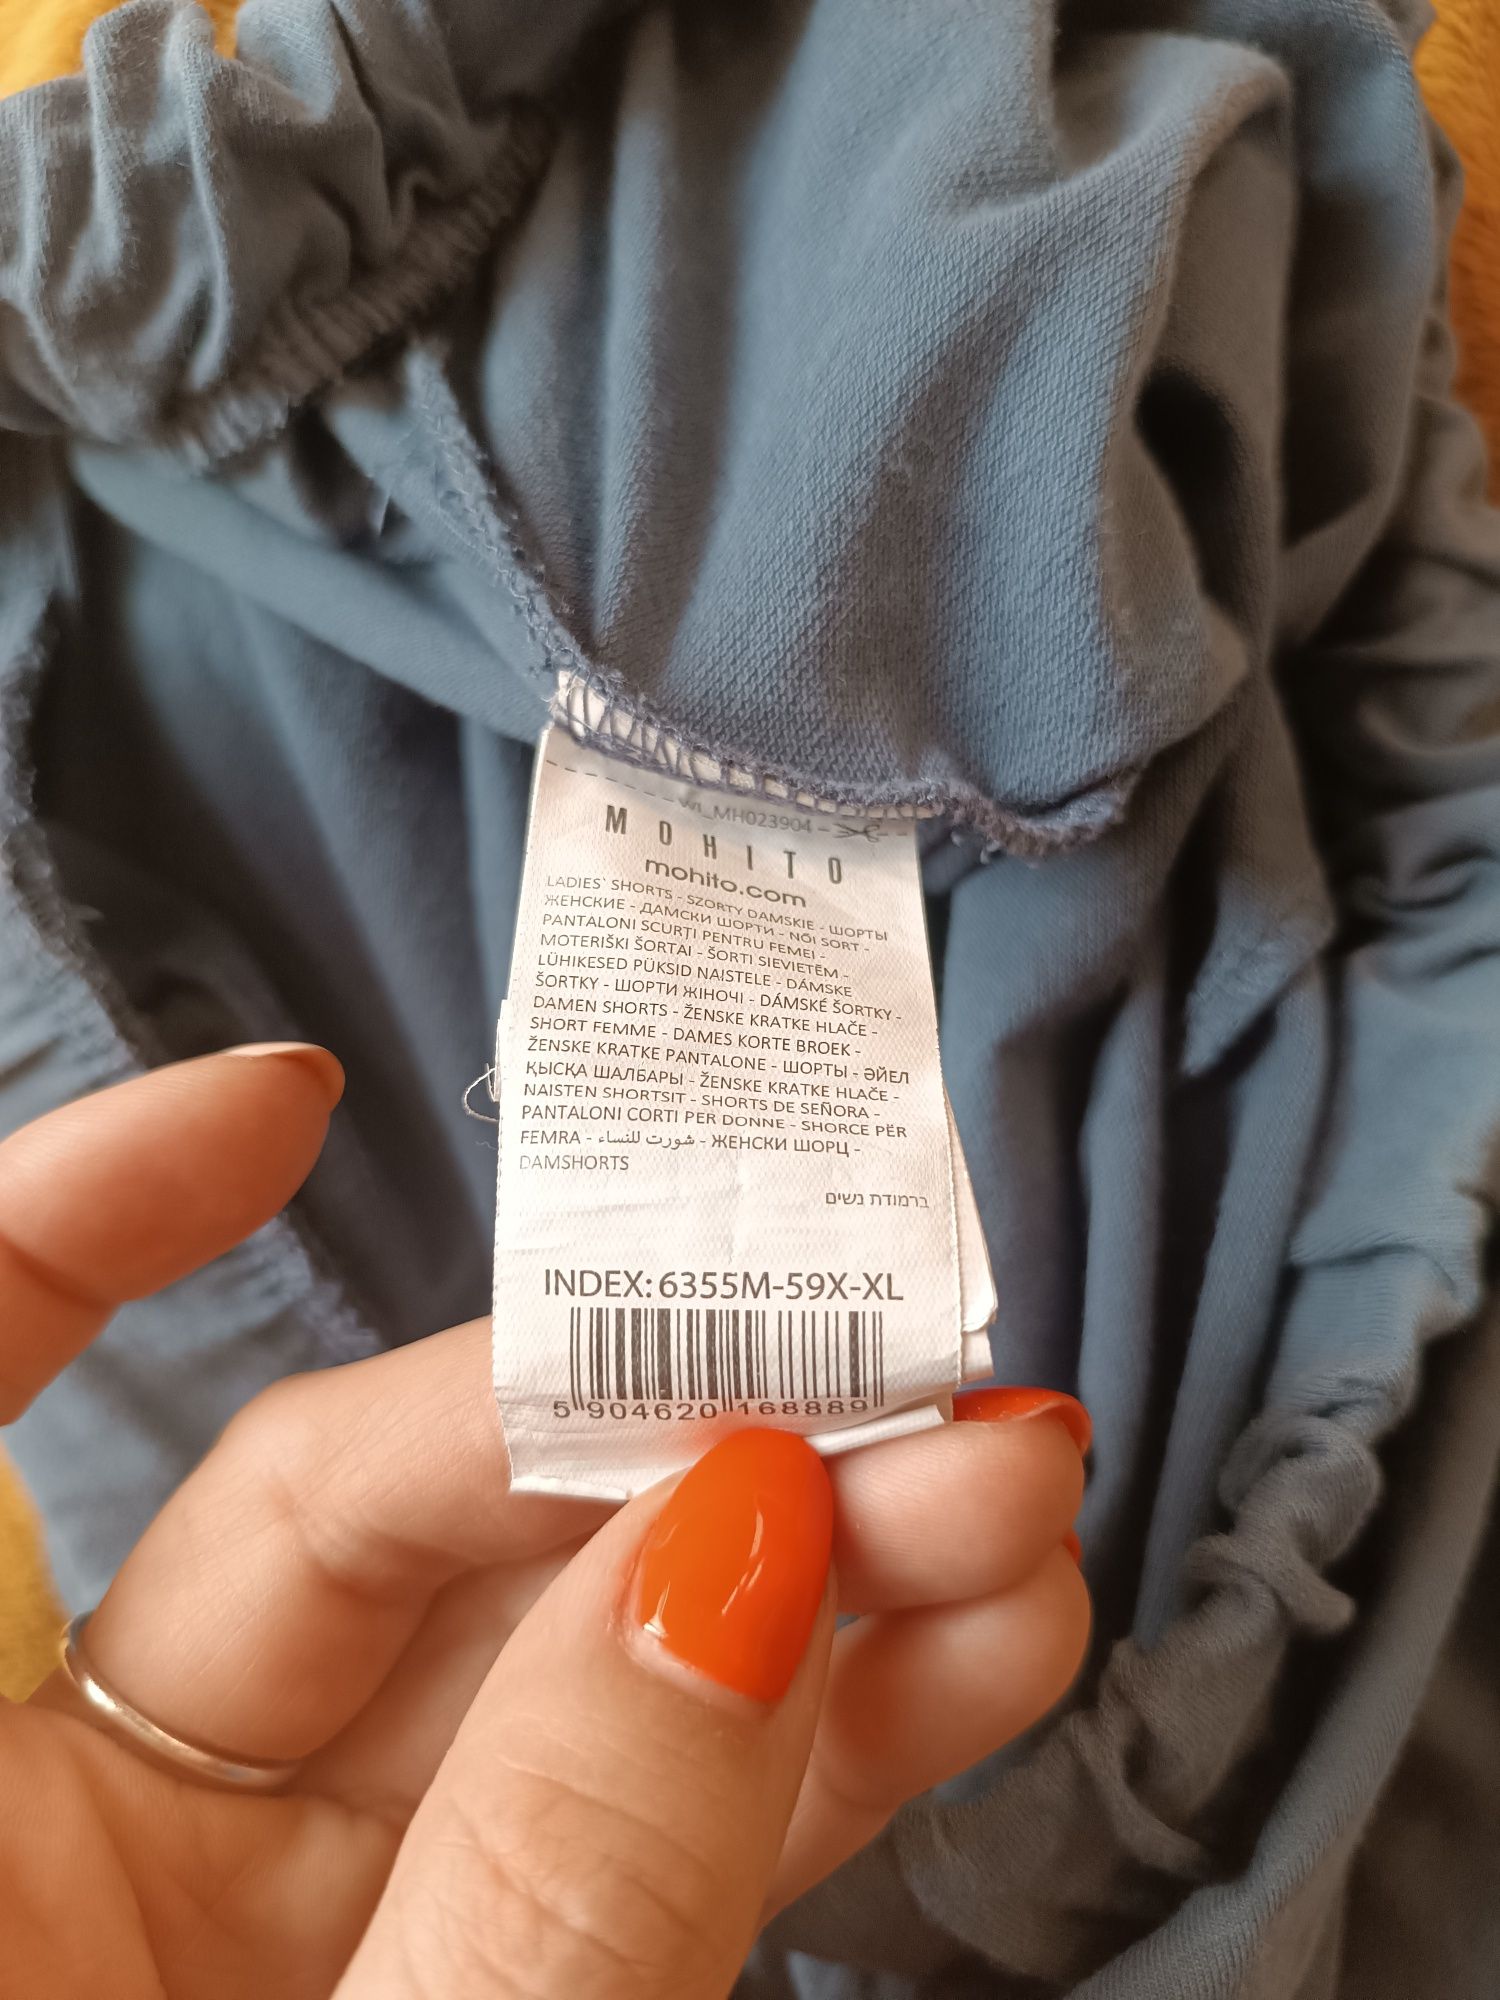 WI_MH023904
MOHITO
mohito.com
LADIES` SHORTS - SZORTY DAMSKIE - ШОРТЫ
ЖЕНСКИЕ - ДАМСКИ ШОРТИ - NŐI SORT -
PANTALONI SCURȚI PENTRU FEMEI -
MOTERIŠKI ŠORTAI - ŠORTI SIEVIETĒM -
LÜHIKESED PÜKSID NAISTELE - DÁMSKE
ŠORTKY - ШОРТИ ЖІНОЧІ - DÁMSKÉ ŠORTKY -
DAMEN SHORTS - ŽENSKE KRATKE HLAČE -
SHORT FEMME - DAMES KORTE BROEK -
ŽENSKE KRATKE PANTALONE - ШОРТЫ - ӘЙЕЛ
ҚЫСҚА ШАЛБАРЫ - ŽENSKE KRATKE HLAČE -
NAISTEN SHORTSIT - SHORTS DE SEÑORA -
PANTALONI CORTI PER DONNE - SHORCE PËR
FEMRA - شورت للنساء - ЖЕНСКИ ШОРЦ -
DAMSHORTS
ברמודת נשים
INDEX: 6355M-59X-XL
5 904620 168889